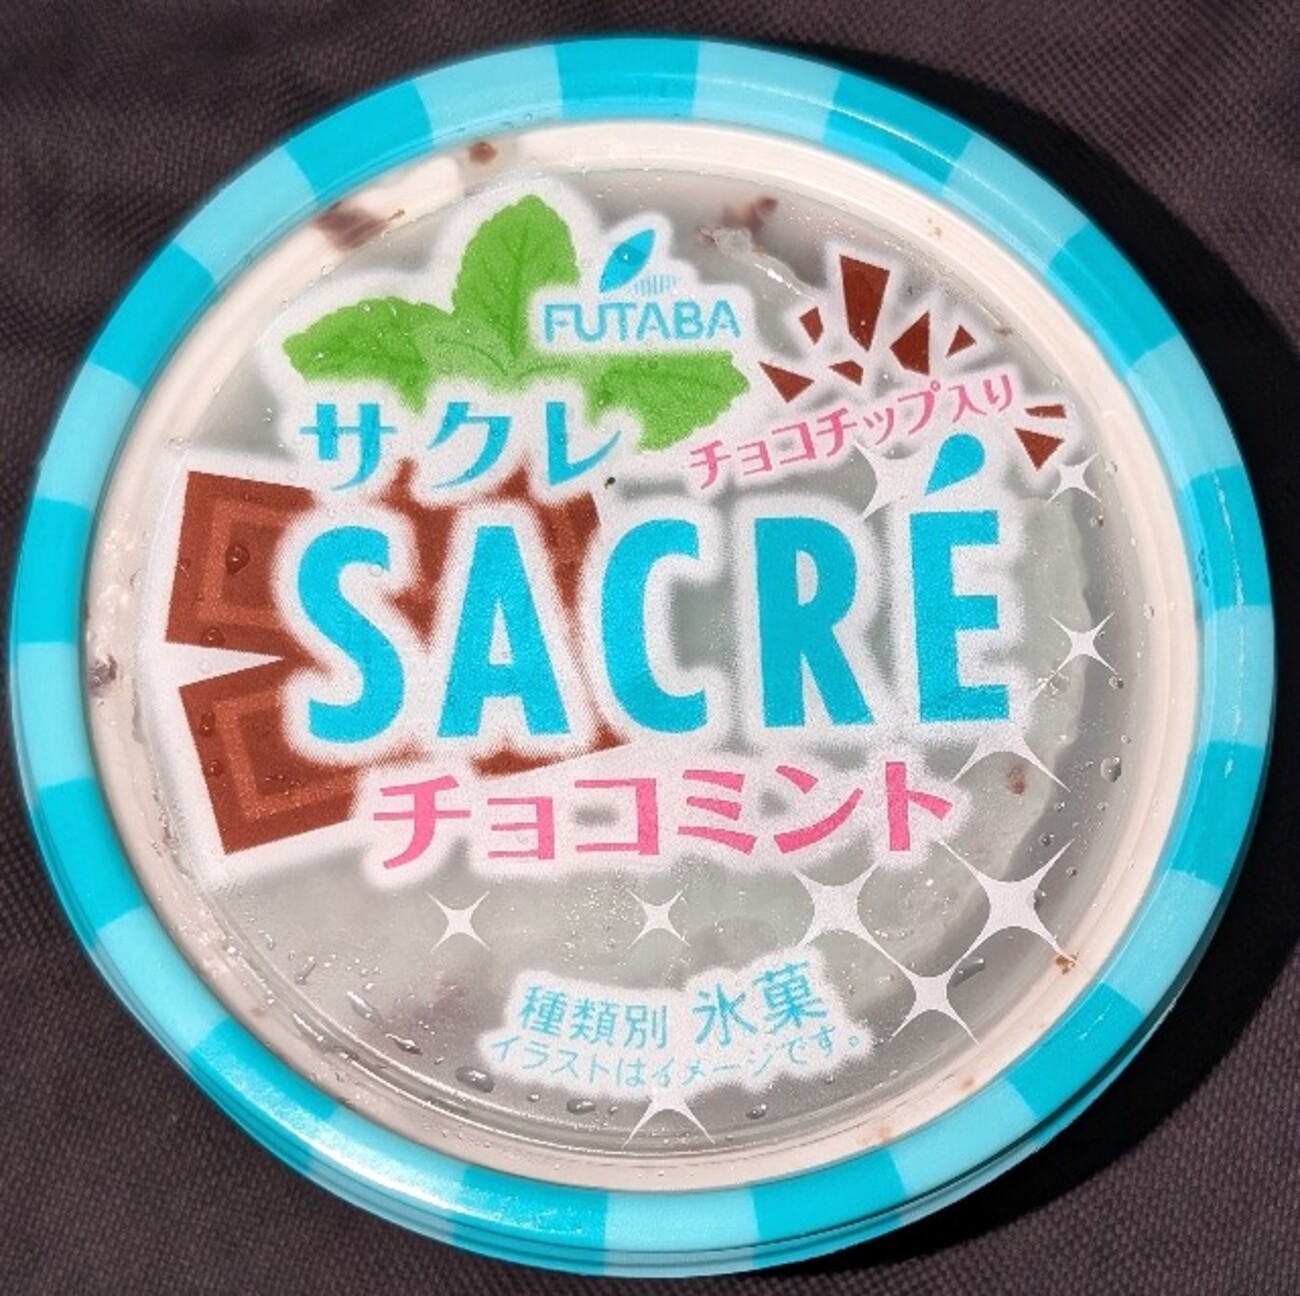 FUTABA
チョコチップ入り
サクレ
SACRÉ
チョコミント
種類別 氷菓
イラストはイメージです。